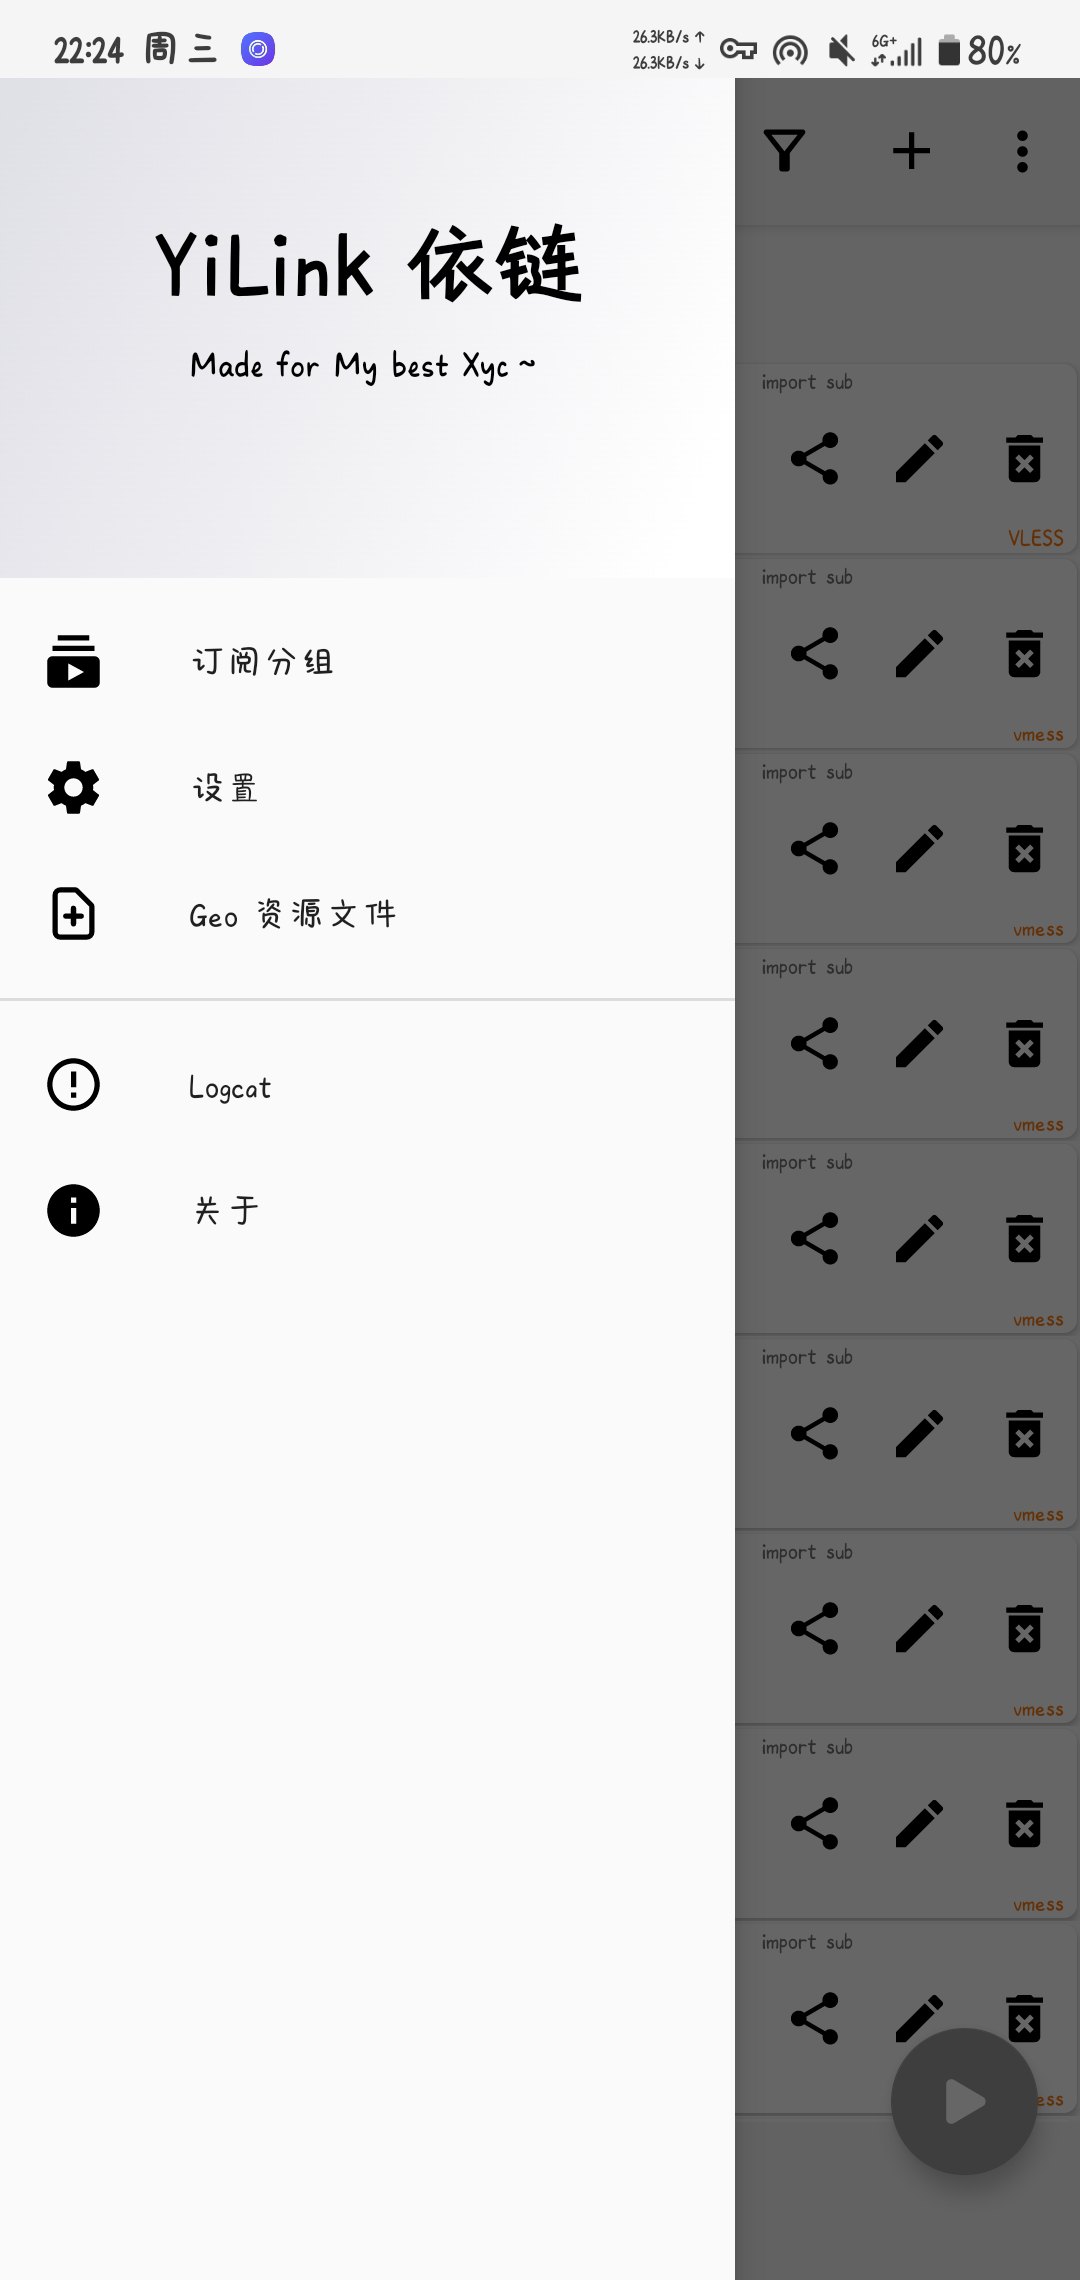 22:24 周三 26.3KB/s ↑ 6G+ 80%
26.3KB/s ↓
YiLink 依链
Made for My best Xyc ~
订阅分组
设置
Geo 资源文件
Logcat
关于
import sub
VLESS
import sub
vmess
import sub
vmess
import sub
vmess
import sub
vmess
import sub
vmess
import sub
vmess
import sub
vmess
import sub
ess